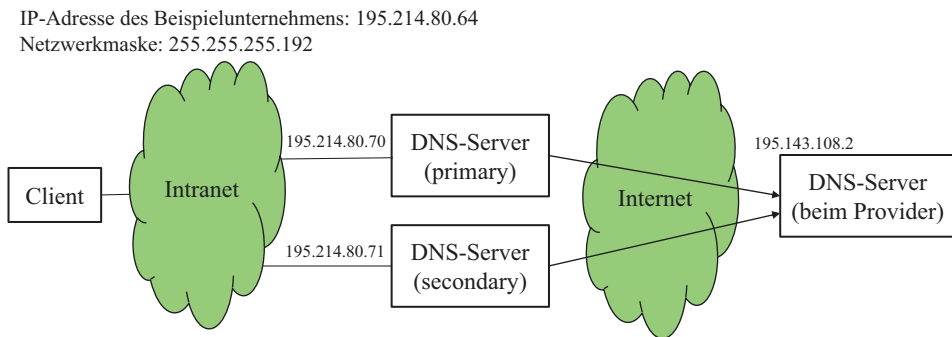 IP-Adresse des Beispielunternehmens: 195.214.80.64
Netzwerkmaske: 255.255.255.192
Client
Intranet
195.214.80.70
DNS-Server
(primary)
195.214.80.71
DNS-Server
(secondary)
Internet
195.143.108.2
DNS-Server
(beim Provider)